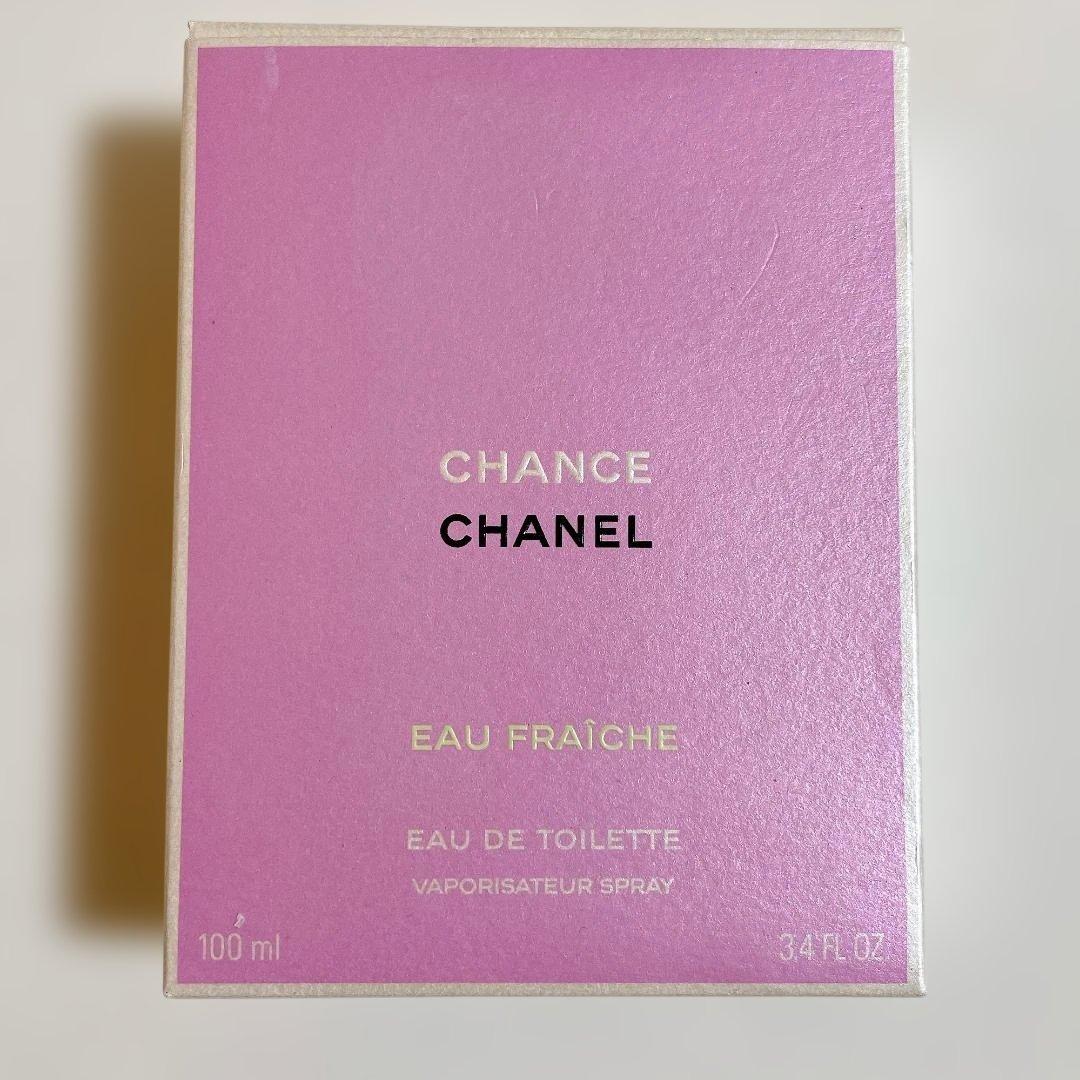 CHANCE
CHANEL
EAU FRAÎCHE
EAU DE TOILETTE
VAPORISATEUR SPRAY
100 ml
3.4 FL OZ.